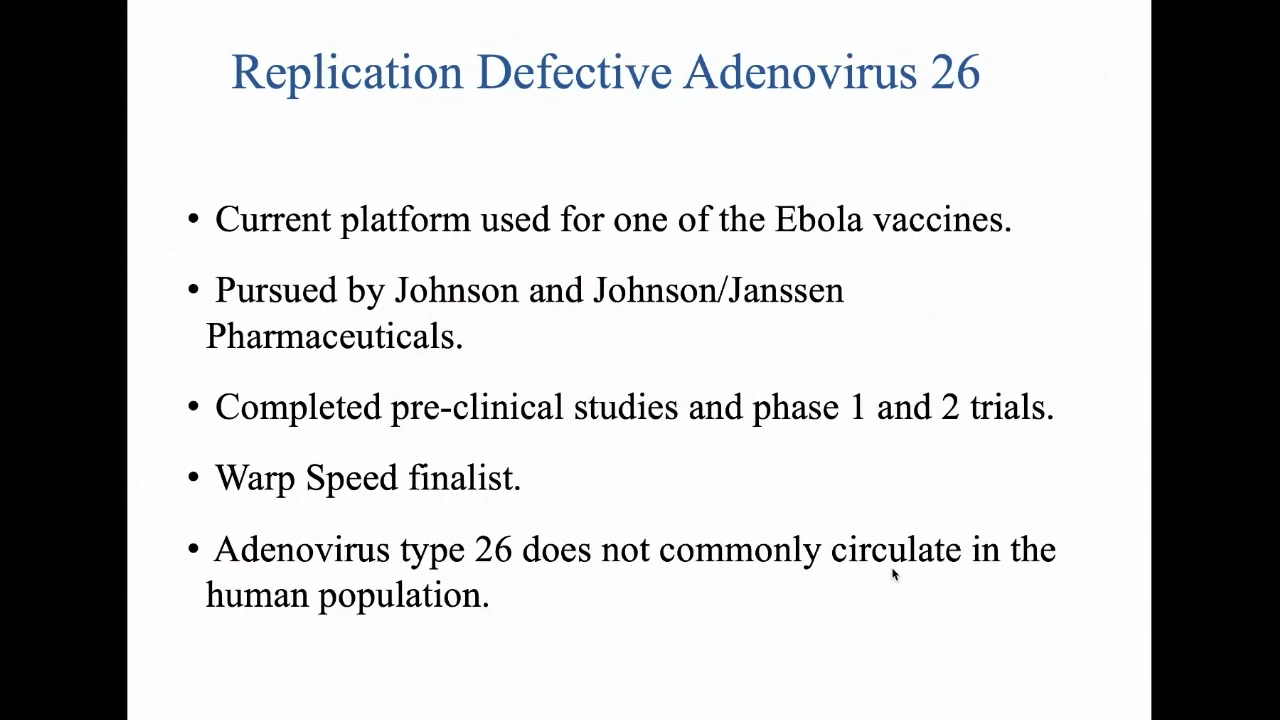 Replication Defective Adenovirus 26
• Current platform used for one of the Ebola vaccines.
• Pursued by Johnson and Johnson/Janssen
Pharmaceuticals.
• Completed pre-clinical studies and phase 1 and 2 trials.
• Warp Speed finalist.
• Adenovirus type 26 does not commonly circulate in the
human population.